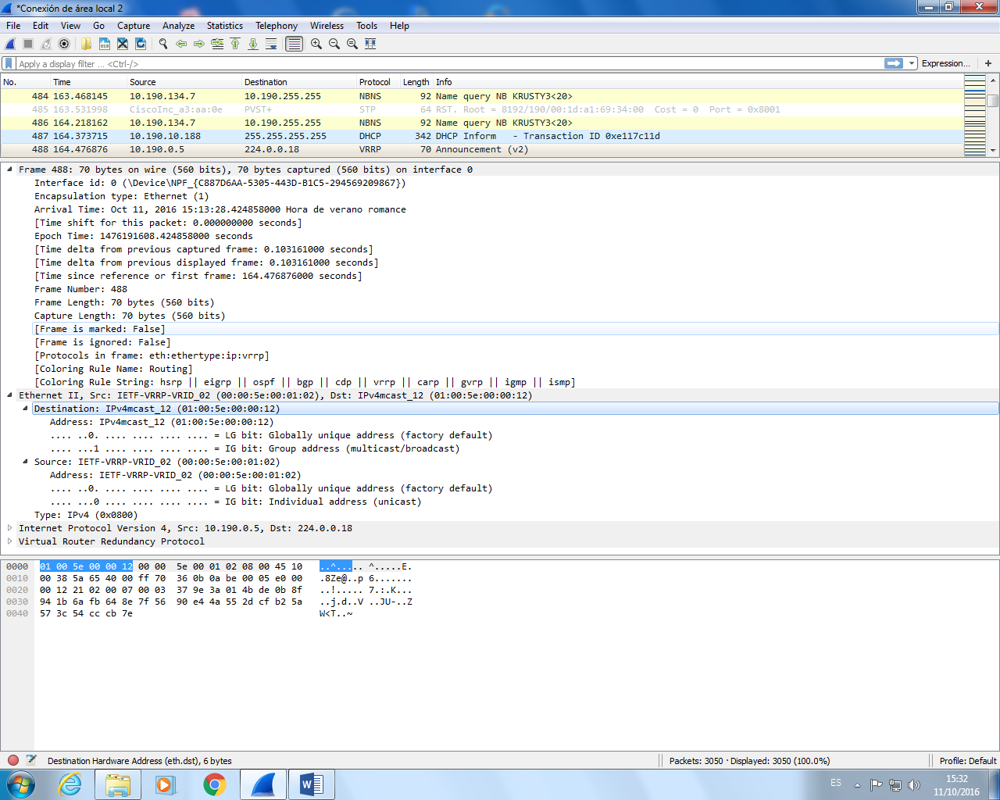 *Conexión de área local 2
File Edit View Go Capture Analyze Statistics Telephony Wireless Tools Help
Apply a display filter ... <Ctrl-/> Expression... +
No. Time Source Destination Protocol Length Info
484 163.468145 10.190.134.7 10.190.255.255 NBNS 92 Name query NB KRUSTY3<20>
485 163.531998 CiscoInc_a3:aa:0e PVST+ STP 64 RST. Root = 8192/190/00:1d:a1:69:34:00 Cost = 0 Port = 0x8001
486 164.218162 10.190.134.7 10.190.255.255 NBNS 92 Name query NB KRUSTY3<20>
487 164.373715 10.190.10.188 255.255.255.255 DHCP 342 DHCP Inform - Transaction ID 0xe117c11d
488 164.476876 10.190.0.5 224.0.0.18 VRRP 70 Announcement (v2)
Frame 488: 70 bytes on wire (560 bits), 70 bytes captured (560 bits) on interface 0
Interface id: 0 (\Device\NPF_{C887D6AA-5305-443D-B1C5-294569209867})
Encapsulation type: Ethernet (1)
Arrival Time: Oct 11, 2016 15:13:28.424858000 Hora de verano romance
[Time shift for this packet: 0.000000000 seconds]
Epoch Time: 1476191608.424858000 seconds
[Time delta from previous captured frame: 0.103161000 seconds]
[Time delta from previous displayed frame: 0.103161000 seconds]
[Time since reference or first frame: 164.476876000 seconds]
Frame Number: 488
Frame Length: 70 bytes (560 bits)
Capture Length: 70 bytes (560 bits)
[Frame is marked: False]
[Frame is ignored: False]
[Protocols in frame: eth:ethertype:ip:vrrp]
[Coloring Rule Name: Routing]
[Coloring Rule String: hsrp || eigrp || ospf || bgp || cdp || vrrp || carp || gvrp || igmp || ismp]
Ethernet II, Src: IETF-VRRP-VRID_02 (00:00:5e:00:01:02), Dst: IPv4mcast_12 (01:00:5e:00:00:12)
Destination: IPv4mcast_12 (01:00:5e:00:00:12)
Address: IPv4mcast_12 (01:00:5e:00:00:12)
.... ..0. .... .... .... .... = LG bit: Globally unique address (factory default)
.... ...1 .... .... .... .... = IG bit: Group address (multicast/broadcast)
Source: IETF-VRRP-VRID_02 (00:00:5e:00:01:02)
Address: IETF-VRRP-VRID_02 (00:00:5e:00:01:02)
.... ..0. .... .... .... .... = LG bit: Globally unique address (factory default)
.... ...0 .... .... .... .... = IG bit: Individual address (unicast)
Type: IPv4 (0x0800)
Internet Protocol Version 4, Src: 10.190.0.5, Dst: 224.0.0.18
Virtual Router Redundancy Protocol
0000 01 00 5e 00 00 12 00 00 5e 00 01 02 08 00 45 10 ..^..... ^.....E.
0010 00 38 5a 65 40 00 ff 70 36 0b 0a be 00 05 e0 00 .8Ze@..p 6.......
0020 00 12 21 02 00 07 00 03 37 9e 3a 01 4b de 0b 8f ..!..... 7.:.K...
0030 94 1b 6a fb 64 8e 7f 56 90 e4 4a 55 2d cf b2 5a ..j.d..V ..JU-..Z
0040 57 3c 54 cc cb 7e W<T..~
Destination Hardware Address (eth.dst), 6 bytes Packets: 3050 · Displayed: 3050 (100.0%) Profile: Default
ES 15:32
11/10/2016